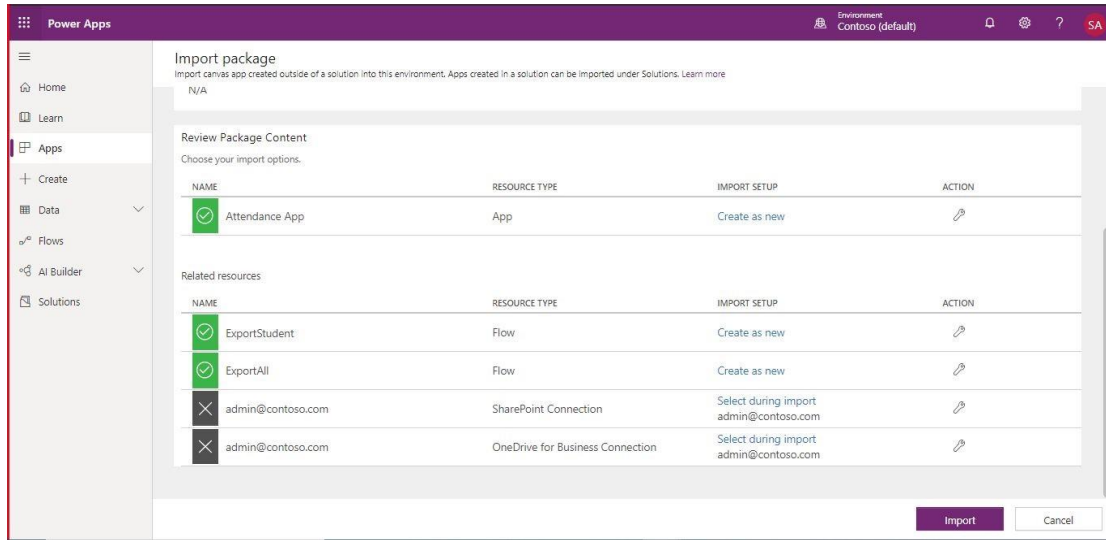 Power Apps
Environment
Contoso (default)
?
SA
Home
Learn
Apps
Create
Data
Flows
AI Builder
Solutions
Import package
Import canvas app created outside of a solution into this environment. Apps created in a solution can be imported under Solutions. Learn more
N/A
Review Package Content
Choose your import options.
NAME RESOURCE TYPE IMPORT SETUP ACTION
Attendance App App Create as new
Related resources
NAME RESOURCE TYPE IMPORT SETUP ACTION
ExportStudent Flow Create as new
ExportAll Flow Create as new
admin@contoso.com SharePoint Connection Select during import
admin@contoso.com
admin@contoso.com OneDrive for Business Connection Select during import
admin@contoso.com
Import Cancel